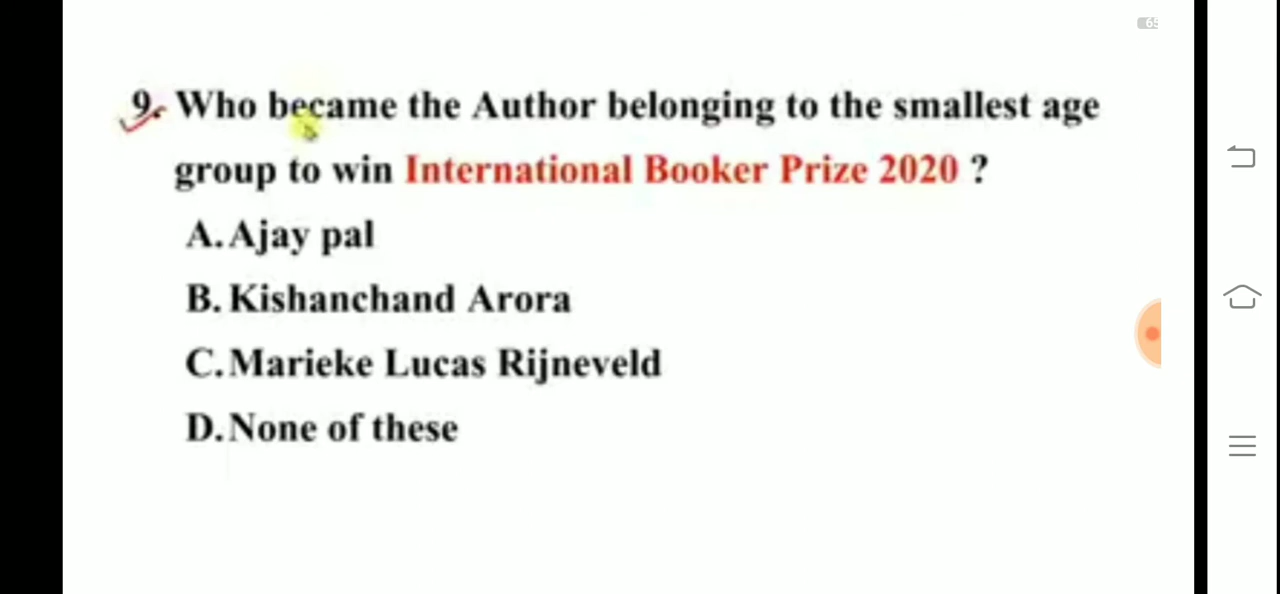 65
9. Who became the Author belonging to the smallest age
group to win International Booker Prize 2020 ?
A. Ajay pal
B. Kishanchand Arora
C. Marieke Lucas Rijneveld
D. None of these